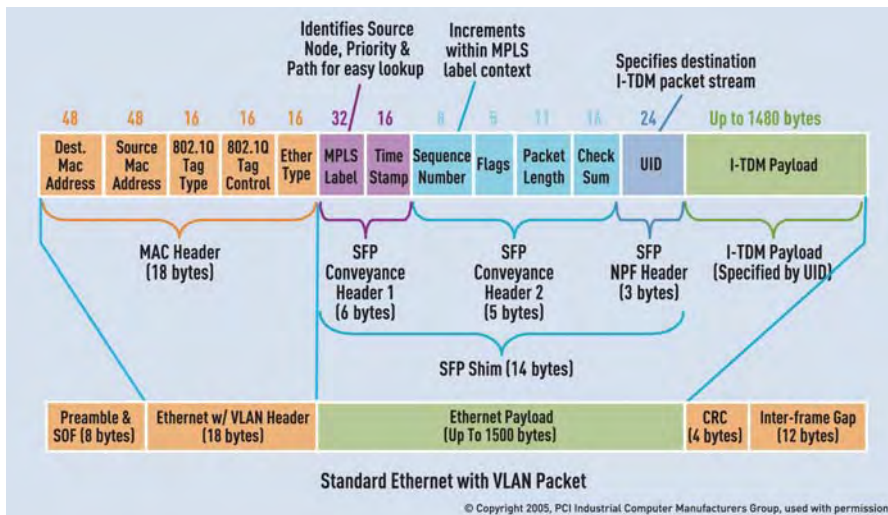 Identifies Source
Node, Priority &
Path for easy lookup
Increments
within MPLS
label context
Specifies destination
I-TDM packet stream
48 48 16 16 16 32 16 8 5 11 16 24 Up to 1480 bytes
Dest.
Mac
Address
Source
Mac
Address
802.1Q
Tag
Type
802.1Q
Tag
Control
Ether
Type
MPLS
Label
Time
Stamp
Sequence
Number
Flags
Packet
Length
Check
Sum
UID
I-TDM Payload
MAC Header
(18 bytes)
SFP
Conveyance
Header 1
(6 bytes)
SFP
Conveyance
Header 2
(5 bytes)
SFP
NPF Header
(3 bytes)
I-TDM Payload
(Specified by UID)
SFP Shim (14 bytes)
Preamble &
SOF (8 bytes)
Ethernet w/ VLAN Header
(18 bytes)
Ethernet Payload
(Up To 1500 bytes)
CRC
(4 bytes)
Inter-frame Gap
(12 bytes)
Standard Ethernet with VLAN Packet
© Copyright 2005, PCI Industrial Computer Manufacturers Group, used with permission